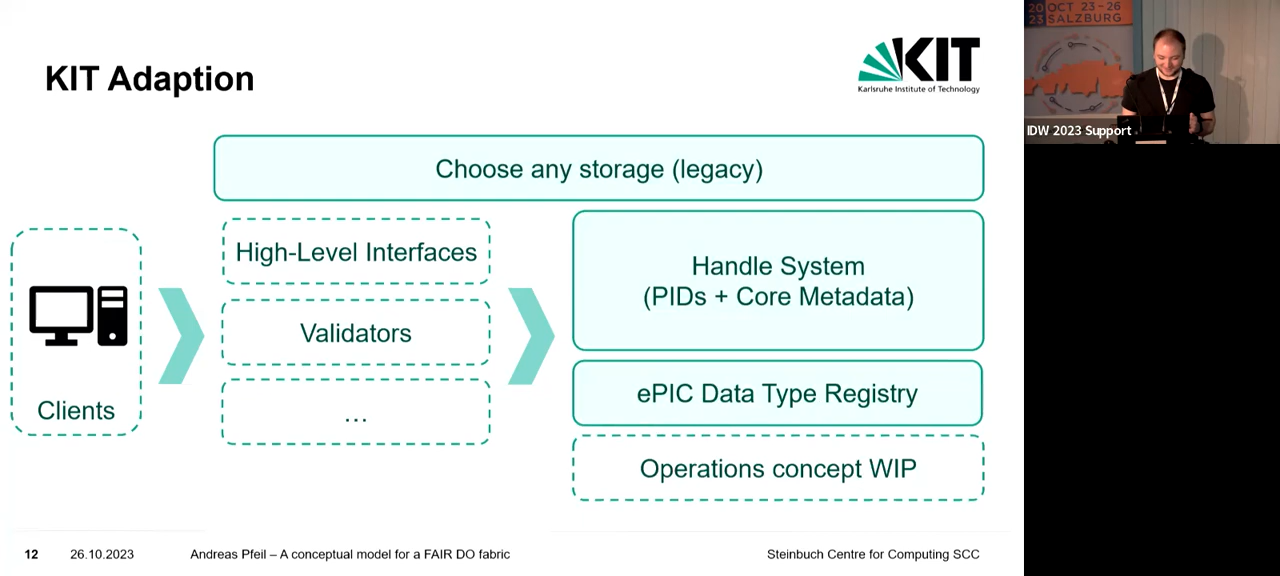 KIT Adaption
KIT
Karlsruhe Institute of Technology
Choose any storage (legacy)
High-Level Interfaces
Validators
...
Clients
Handle System
(PIDs + Core Metadata)
ePIC Data Type Registry
Operations concept WIP
12
26.10.2023
Andreas Pfeil – A conceptual model for a FAIR DO fabric
Steinbuch Centre for Computing SCC
20 OCT 23–26
23 SALZBURG
IDW 2023 Support